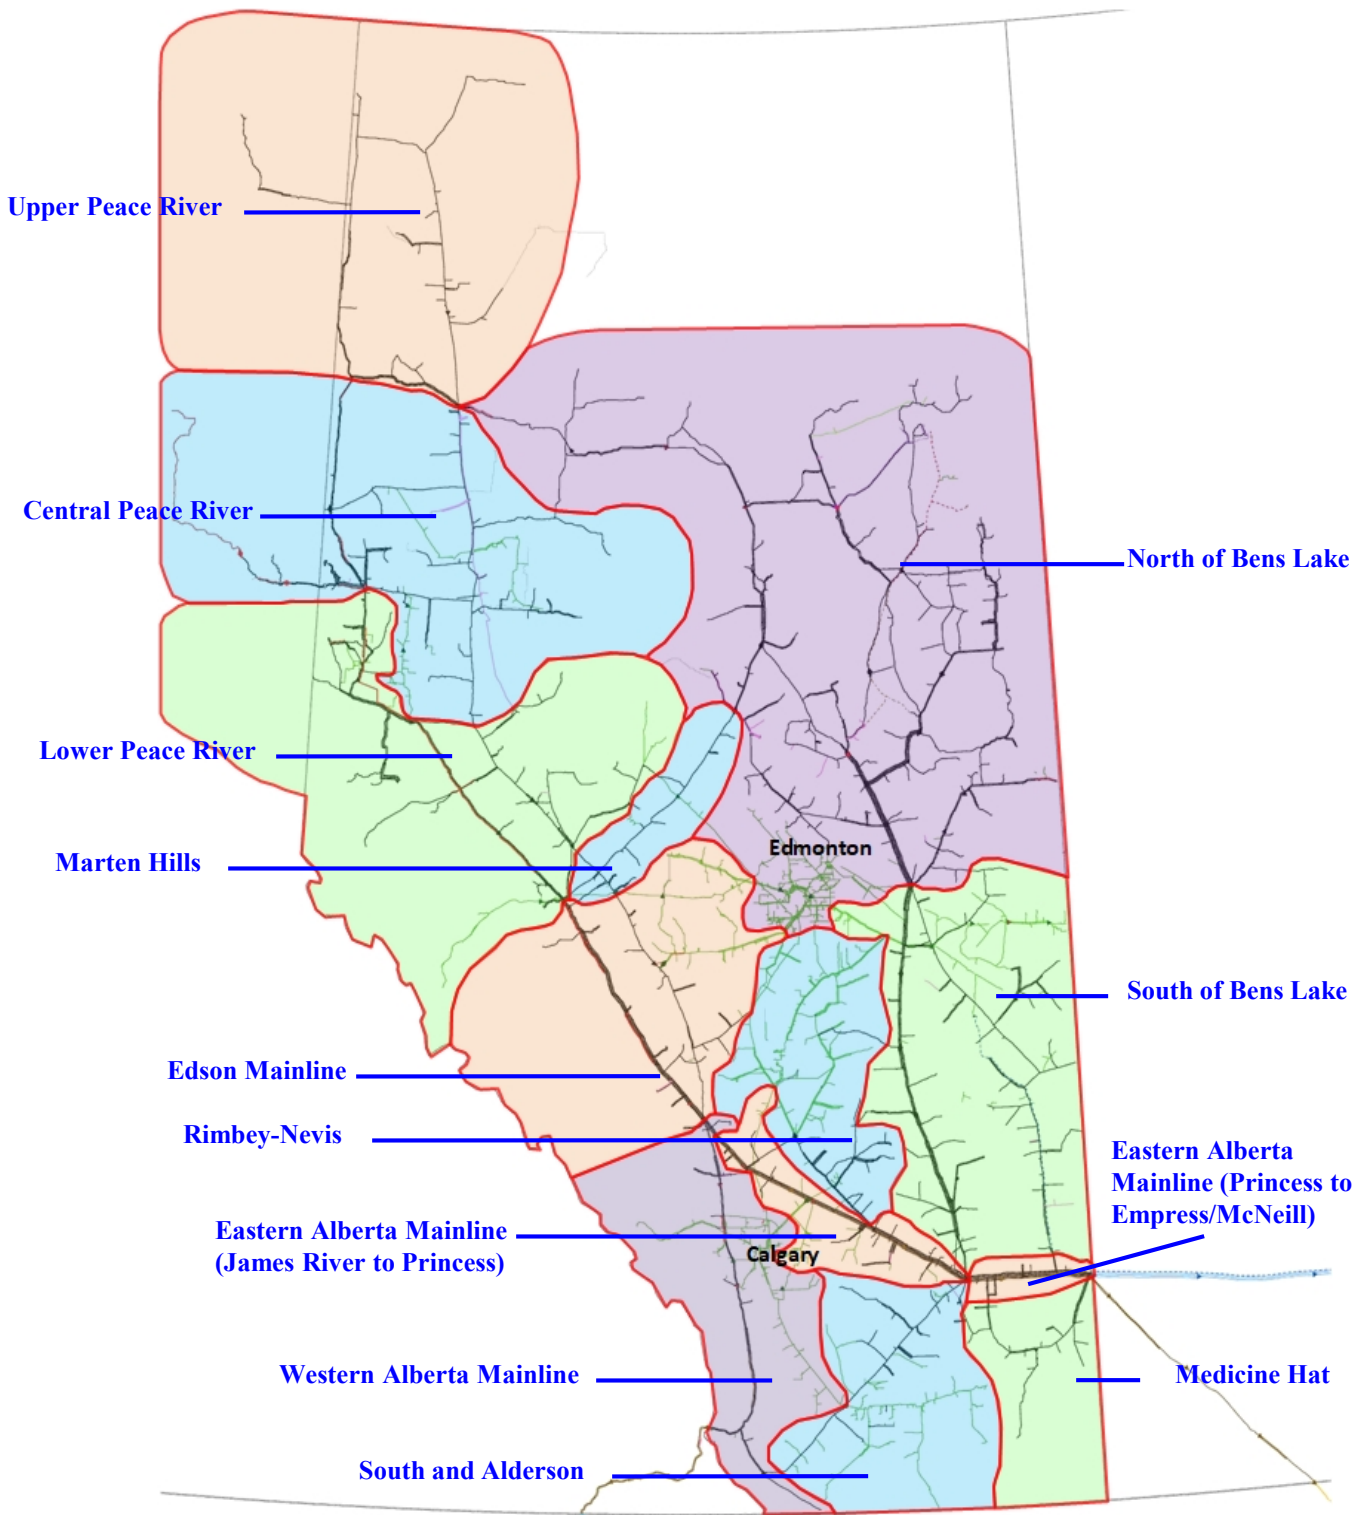 Upper Peace River
Central Peace River
North of Bens Lake
Lower Peace River
Marten Hills
Edmonton
South of Bens Lake
Edson Mainline
Rimbey-Nevis
Eastern Alberta
Mainline (Princess to
Empress/McNeill)
Eastern Alberta Mainline
(James River to Princess)
Calgary
Western Alberta Mainline
Medicine Hat
South and Alderson